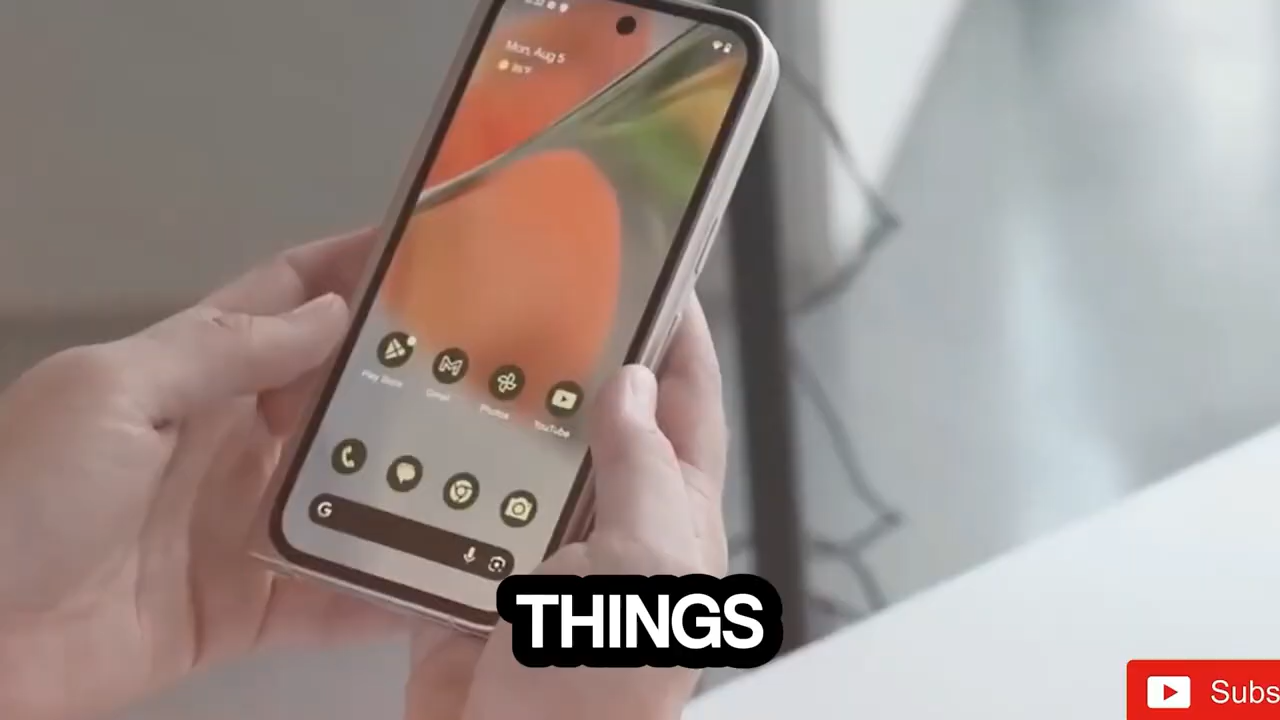 Mon, Aug 5
Play Store
Gmail
Photos
YouTube
G
THINGS
Subs